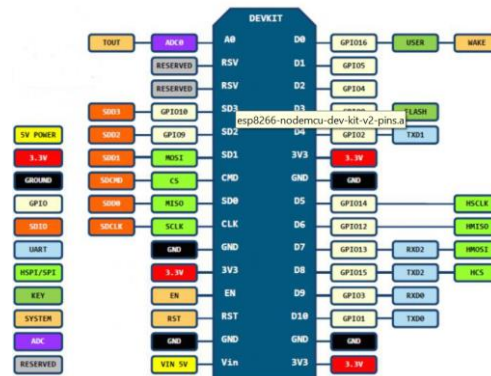 DEVKIT
TOUT ADC0 A0 D0 GPIO16 USER WAKE
RESERVED RSV D1 GPIO5
RESERVED RSV D2 GPIO4
SDD3 GPIO10 SD3 FLASH
esp8266-nodemcu-dev-kit-v2-pins.a
5V POWER SDD2 GPIO9 SD2 D4 GPIO2 TXD1
3.3V SDD1 MOSI SD1 3V3 3.3V
GROUND SDCMD CS CMD GND GND
GPIO SDD0 MISO SD0 D5 GPIO14 HSCLK
SDIO SDCLK SCLK CLK D6 GPIO12 HMISO
UART GND GND D7 GPIO13 RXD2 HMOSI
HSPI/SPI 3.3V 3V3 D8 GPIO15 TXD2 HCS
KEY EN EN D9 GPIO3 RXD0
SYSTEM RST RST D10 GPIO1 TXD0
ADC GND GND GND GND
RESERVED VIN 5V Vin 3V3 3.3V